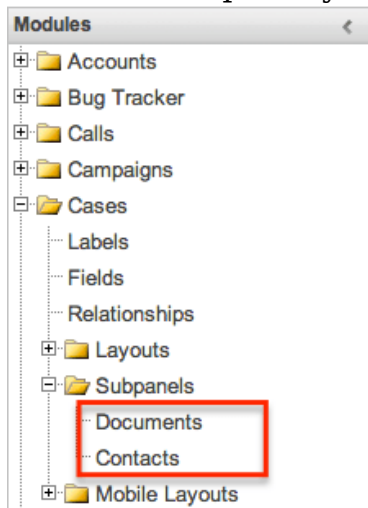 Modules
Accounts
Bug Tracker
Calls
Campaigns
Cases
Labels
Fields
Relationships
Layouts
Subpanels
Documents
Contacts
Mobile Layouts